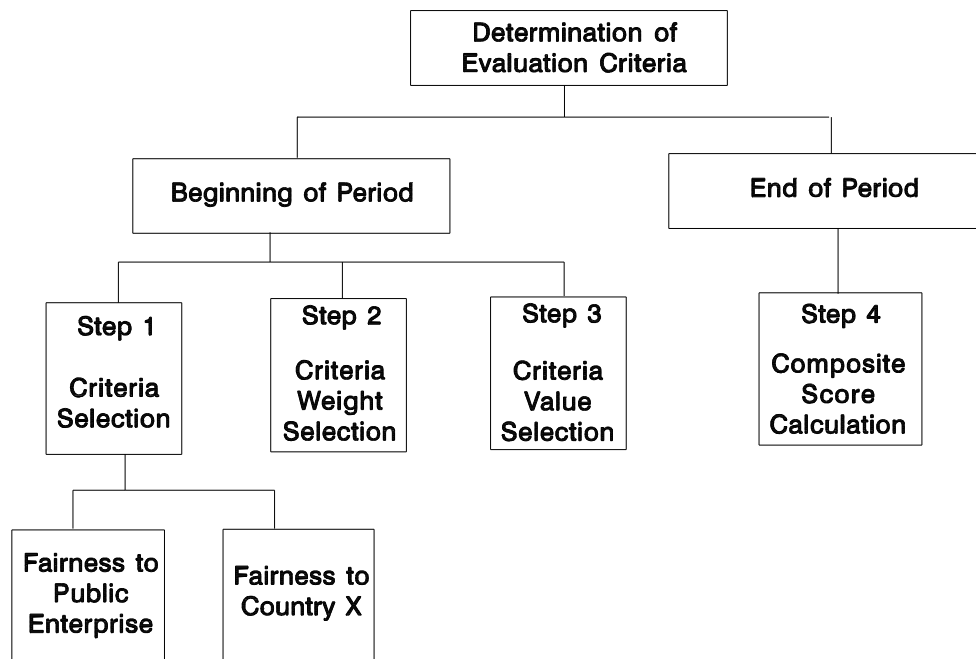 Determination of
Evaluation Criteria
Beginning of Period
End of Period
Step 1
Criteria
Selection
Step 2
Criteria
Weight
Selection
Step 3
Criteria
Value
Selection
Step 4
Composite
Score
Calculation
Fairness to
Public
Enterprise
Fairness to
Country X